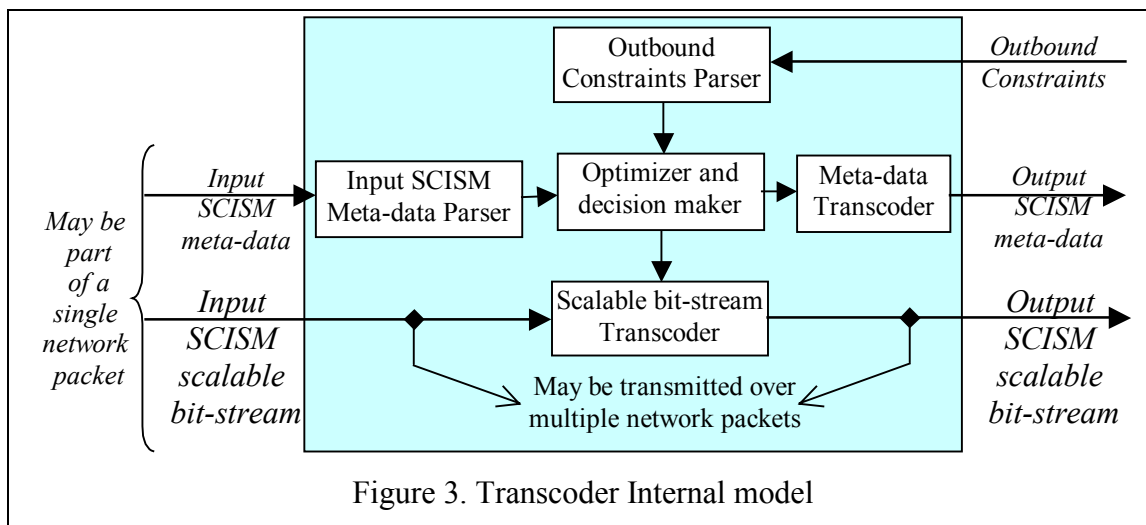 Outbound
Constraints Parser
Outbound
Constraints
May be
part
of a
single
network
packet
Input
SCISM
meta-data
Input SCISM
Meta-data Parser
Optimizer and
decision maker
Meta-data
Transcoder
Output
SCISM
meta-data
Input
SCISM
scalable
bit-stream
Scalable bit-stream
Transcoder
May be transmitted over
multiple network packets
Output
SCISM
scalable
bit-stream
Figure 3. Transcoder Internal model